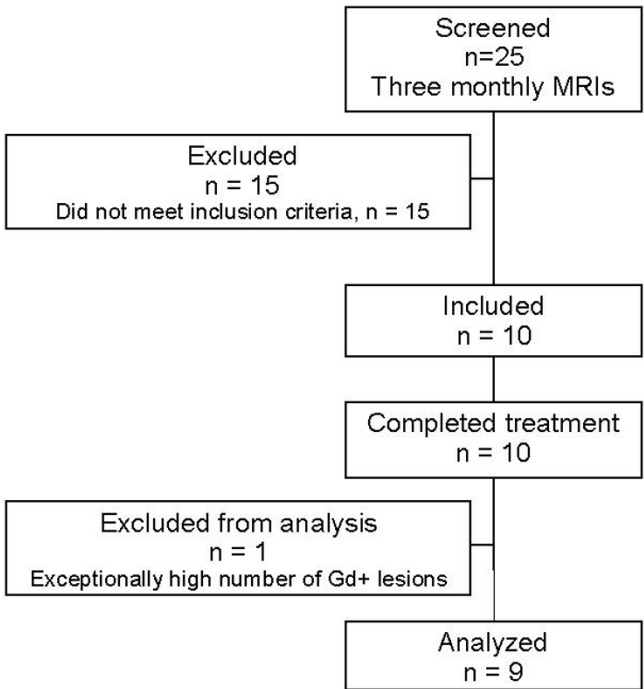 Screened
n=25
Three monthly MRIs
Excluded
n = 15
Did not meet inclusion criteria, n = 15
Included
n = 10
Completed treatment
n = 10
Excluded from analysis
n = 1
Exceptionally high number of Gd+ lesions
Analyzed
n = 9